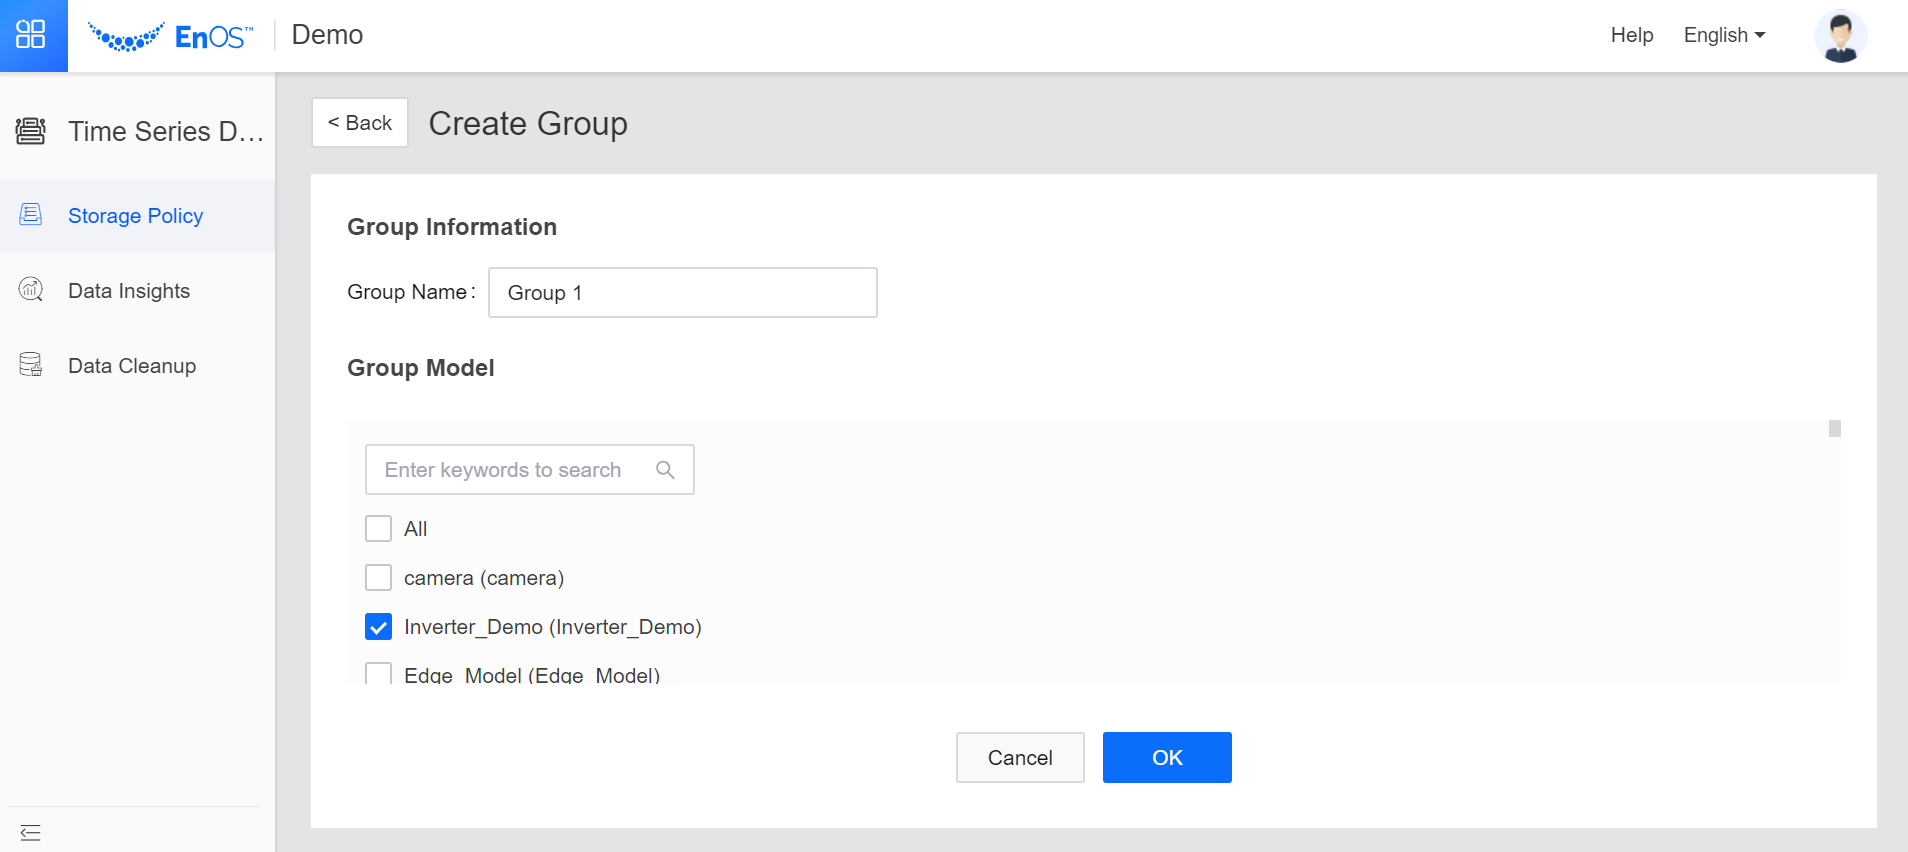 EnOS™
Demo
Help
English
Time Series D...
Storage Policy
Data Insights
Data Cleanup
< Back
Create Group
Group Information
Group Name:
Group 1
Group Model
Enter keywords to search
All
camera (camera)
Inverter_Demo (Inverter_Demo)
Edge_Model (Edge_Model)
Cancel
OK